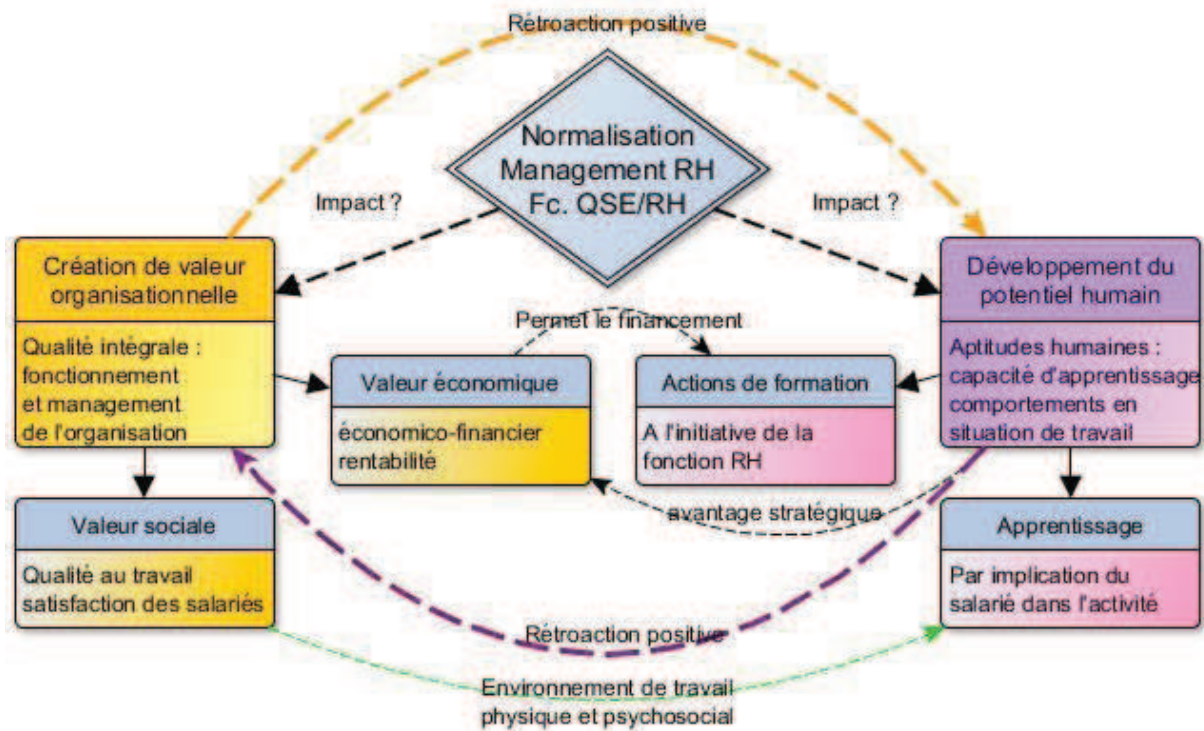 Rétroaction positive
Normalisation
Management RH
Fc. QSE/RH
Impact ?
Impact ?
Création de valeur
organisationnelle
Qualité intégrale :
fonctionnement
et management
de l'organisation
Développement du
potentiel humain
Aptitudes humaines :
capacité d'apprentissage
comportements en
situation de travail
Permet le financement
Valeur économique
économico-financier
rentabilité
Actions de formation
A l'initiative de la
fonction RH
avantage stratégique
Valeur sociale
Qualité au travail
satisfaction des salariés
Apprentissage
Par implication du
salarié dans l'activité
Rétroaction positive
Environnement de travail
physique et psychosocial